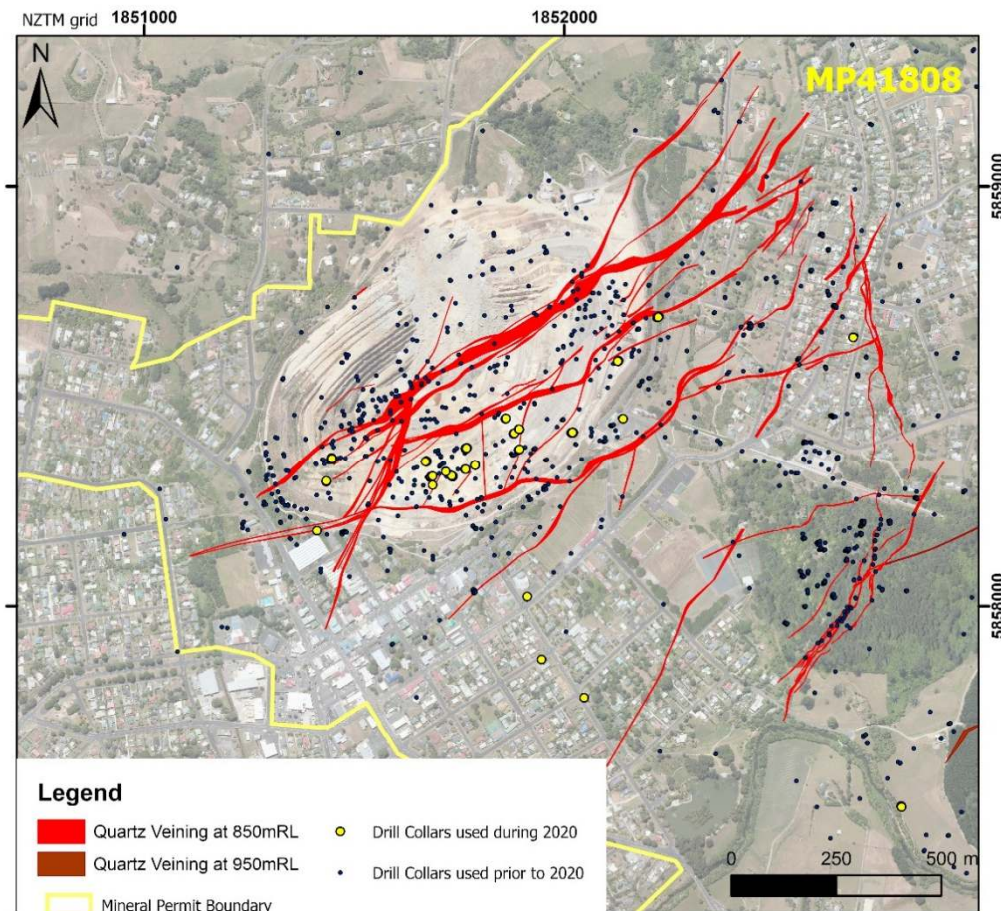 NZTM grid 1851000 1852000
N
MP41808
5859000
5858000
Legend
Quartz Veining at 850mRL
Drill Collars used during 2020
Quartz Veining at 950mRL
Drill Collars used prior to 2020
Mineral Permit Boundary
0 250 500 m